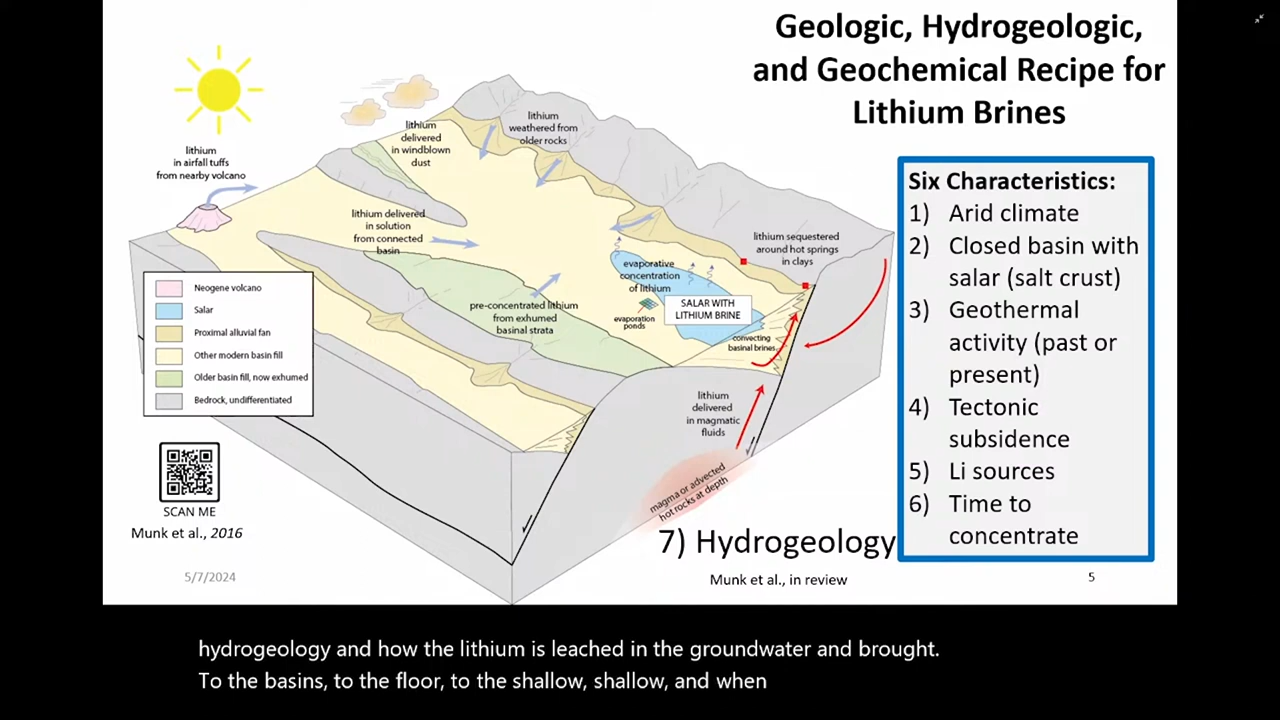 Geologic, Hydrogeologic,
and Geochemical Recipe for
Lithium Brines
lithium
in airfall tuffs
from nearby volcano
lithium
delivered
in windblown
dust
lithium
weathered from
older rocks
lithium delivered
in solution
from connected
basin
lithium sequestered
around hot springs
in clays
evaporative
concentration
of lithium
pre-concentrated lithium
from exhumed
basinal strata
evaporation
ponds
SALAR WITH
LITHIUM BRINE
convecting
basinal brines
lithium
delivered
in magmatic
fluids
magma or advected
hot rocks at depth
Neogene volcano
Salar
Proximal alluvial fan
Other modern basin fill
Older basin fill, now exhumed
Bedrock, undifferentiated
SCAN ME
Munk et al., 2016
Six Characteristics:
1) Arid climate
2) Closed basin with
salar (salt crust)
3) Geothermal
activity (past or
present)
4) Tectonic
subsidence
5) Li sources
6) Time to
concentrate
7) Hydrogeology
5/7/2024
Munk et al., in review
5
hydrogeology and how the lithium is leached in the groundwater and brought.
To the basins, to the floor, to the shallow, shallow, and when